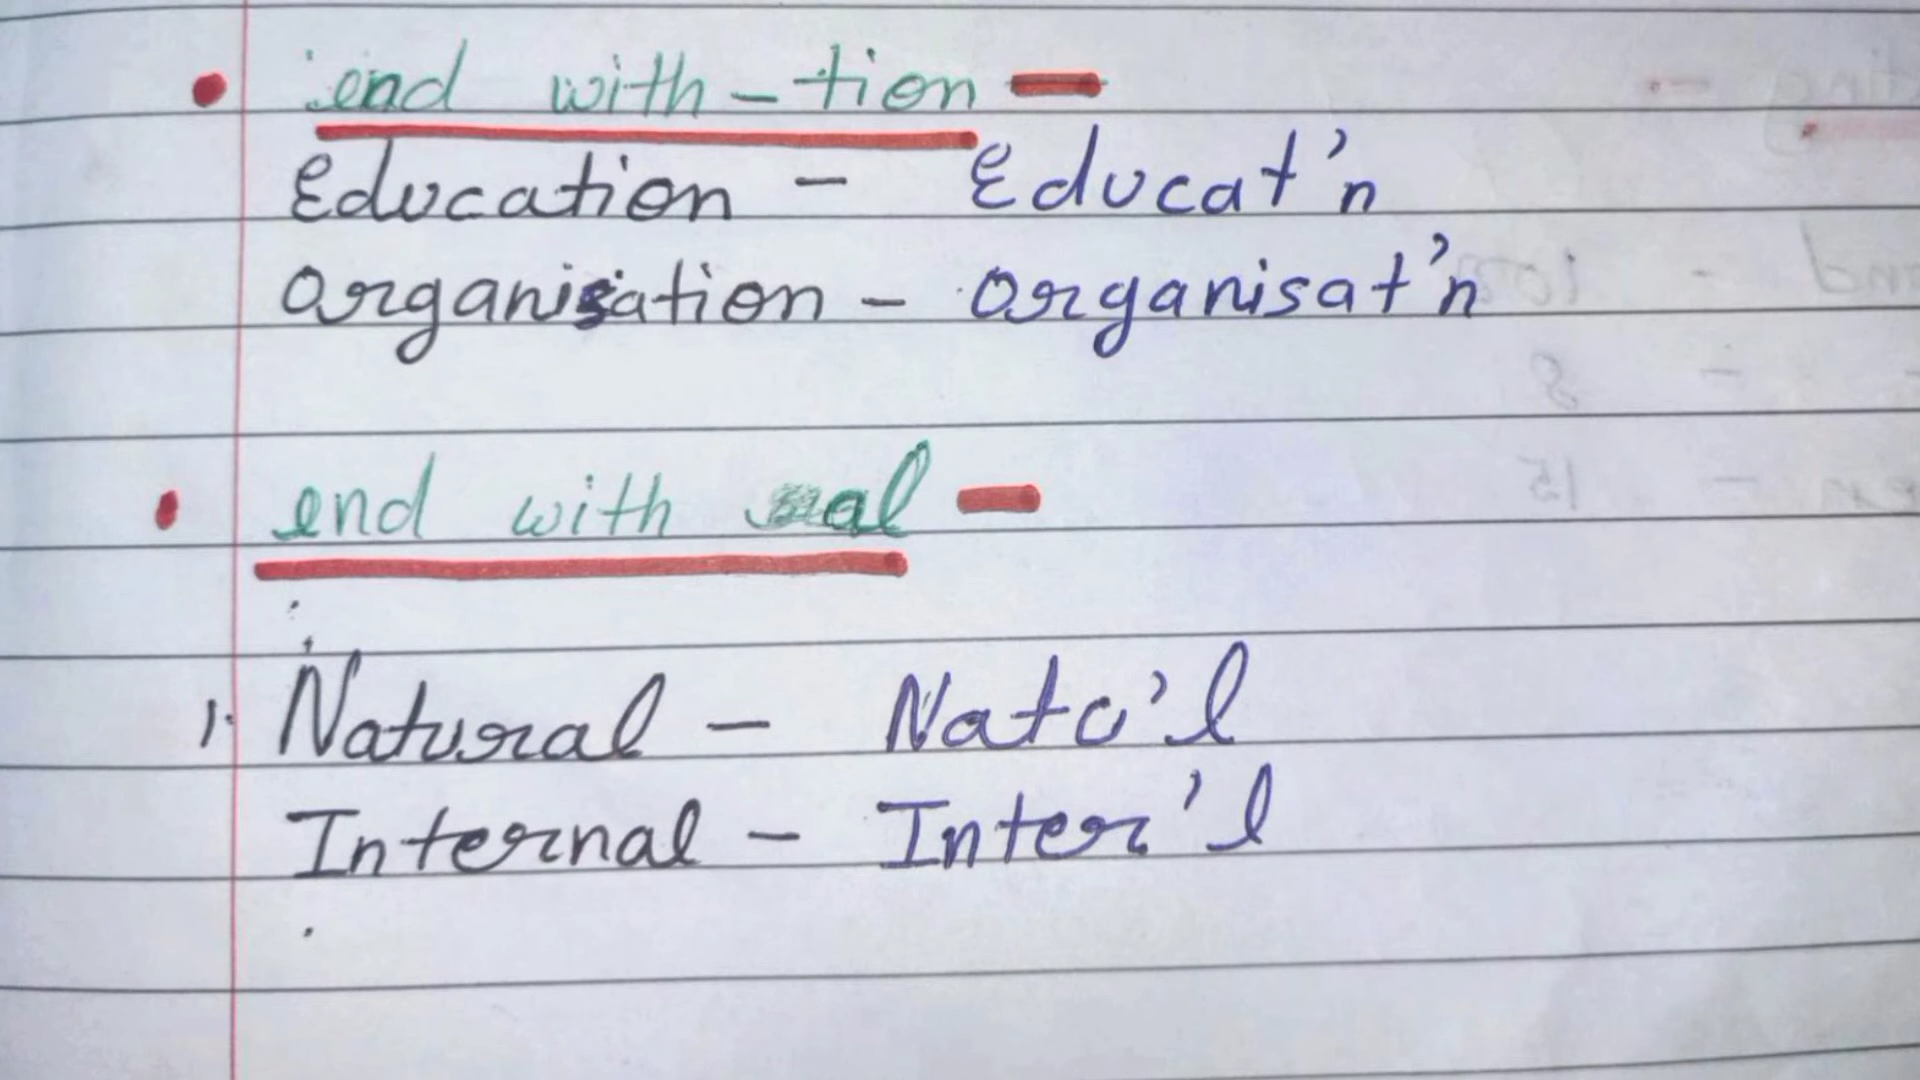 • end with - tion -
Education - Educat'n
Organisation - Organisat'n
• end with al -
1. Natural - Natu'l
Internal - Inter'l